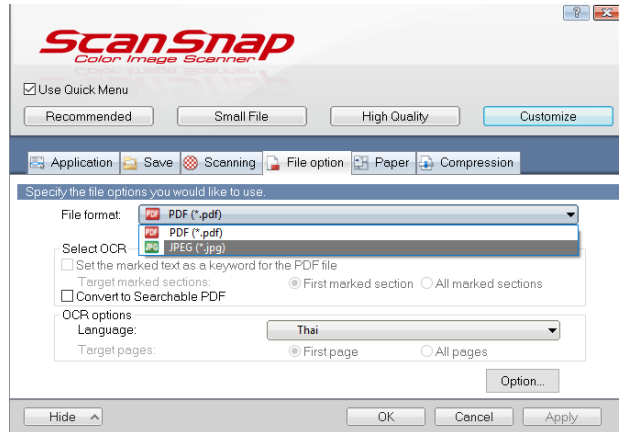 ScanSnap
Color Image Scanner
Use Quick Menu
Recommended Small File High Quality Customize
Application Save Scanning File option Paper Compression
Specify the file options you would like to use.
File format: PDF PDF (*.pdf)
PDF PDF (*.pdf)
JPG JPEG (*.jpg)
Select OCR
Set the marked text as a keyword for the PDF file
Target marked sections: First marked section All marked sections
Convert to Searchable PDF
OCR options
Language: Thai
Target pages: First page All pages
Option...
Hide OK Cancel Apply